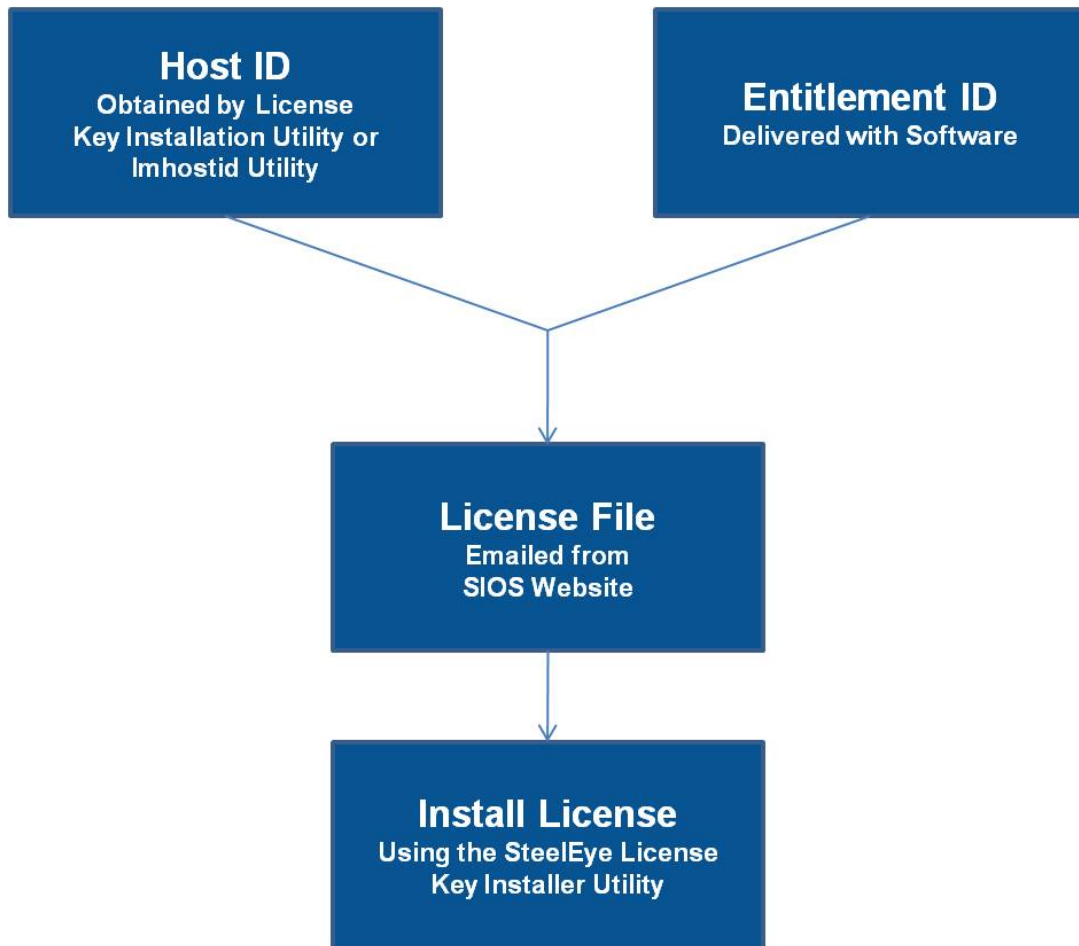 Host ID
Obtained by License
Key Installation Utility or
lmhostid Utility
Entitlement ID
Delivered with Software
License File
Emailed from
SIOS Website
Install License
Using the SteelEye License
Key Installer Utility